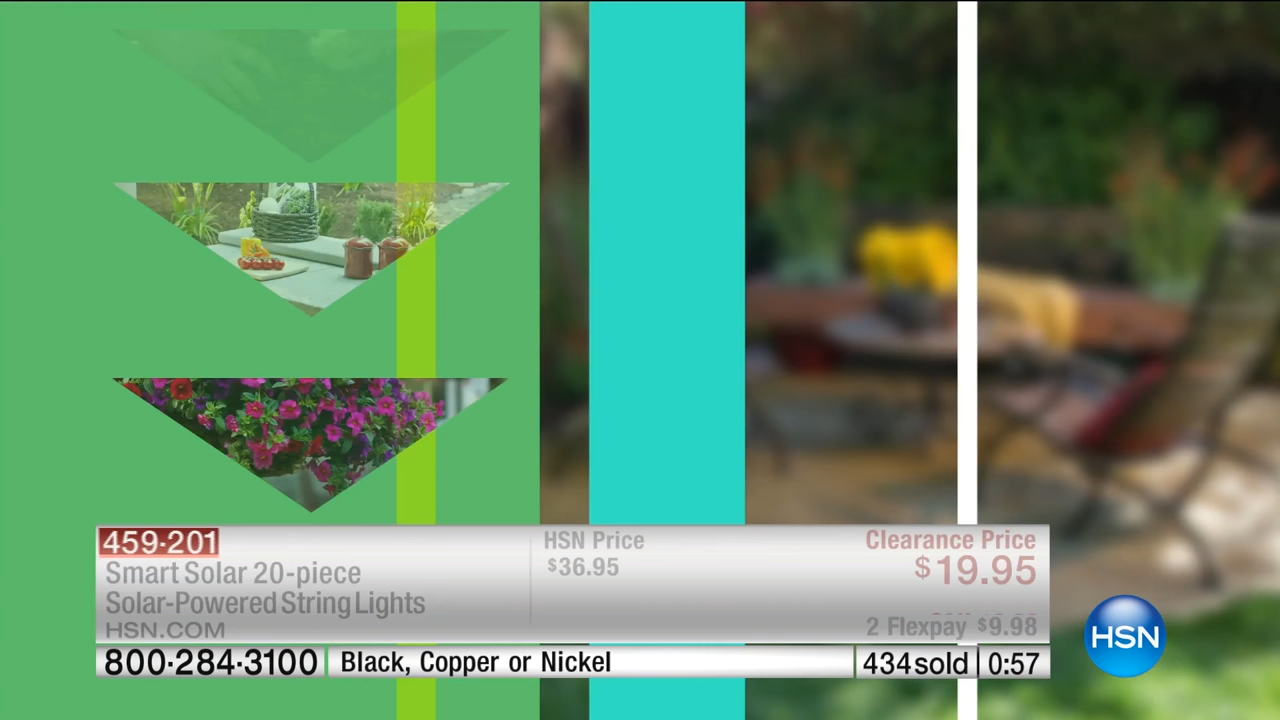 459·201
Smart Solar 20-piece
Solar-Powered String Lights
HSN.COM
HSN Price
$36.95
Clearance Price
$19.95
2 Flexpay $9.98
800·284·3100
Black, Copper or Nickel
434 sold
0:57
HSN